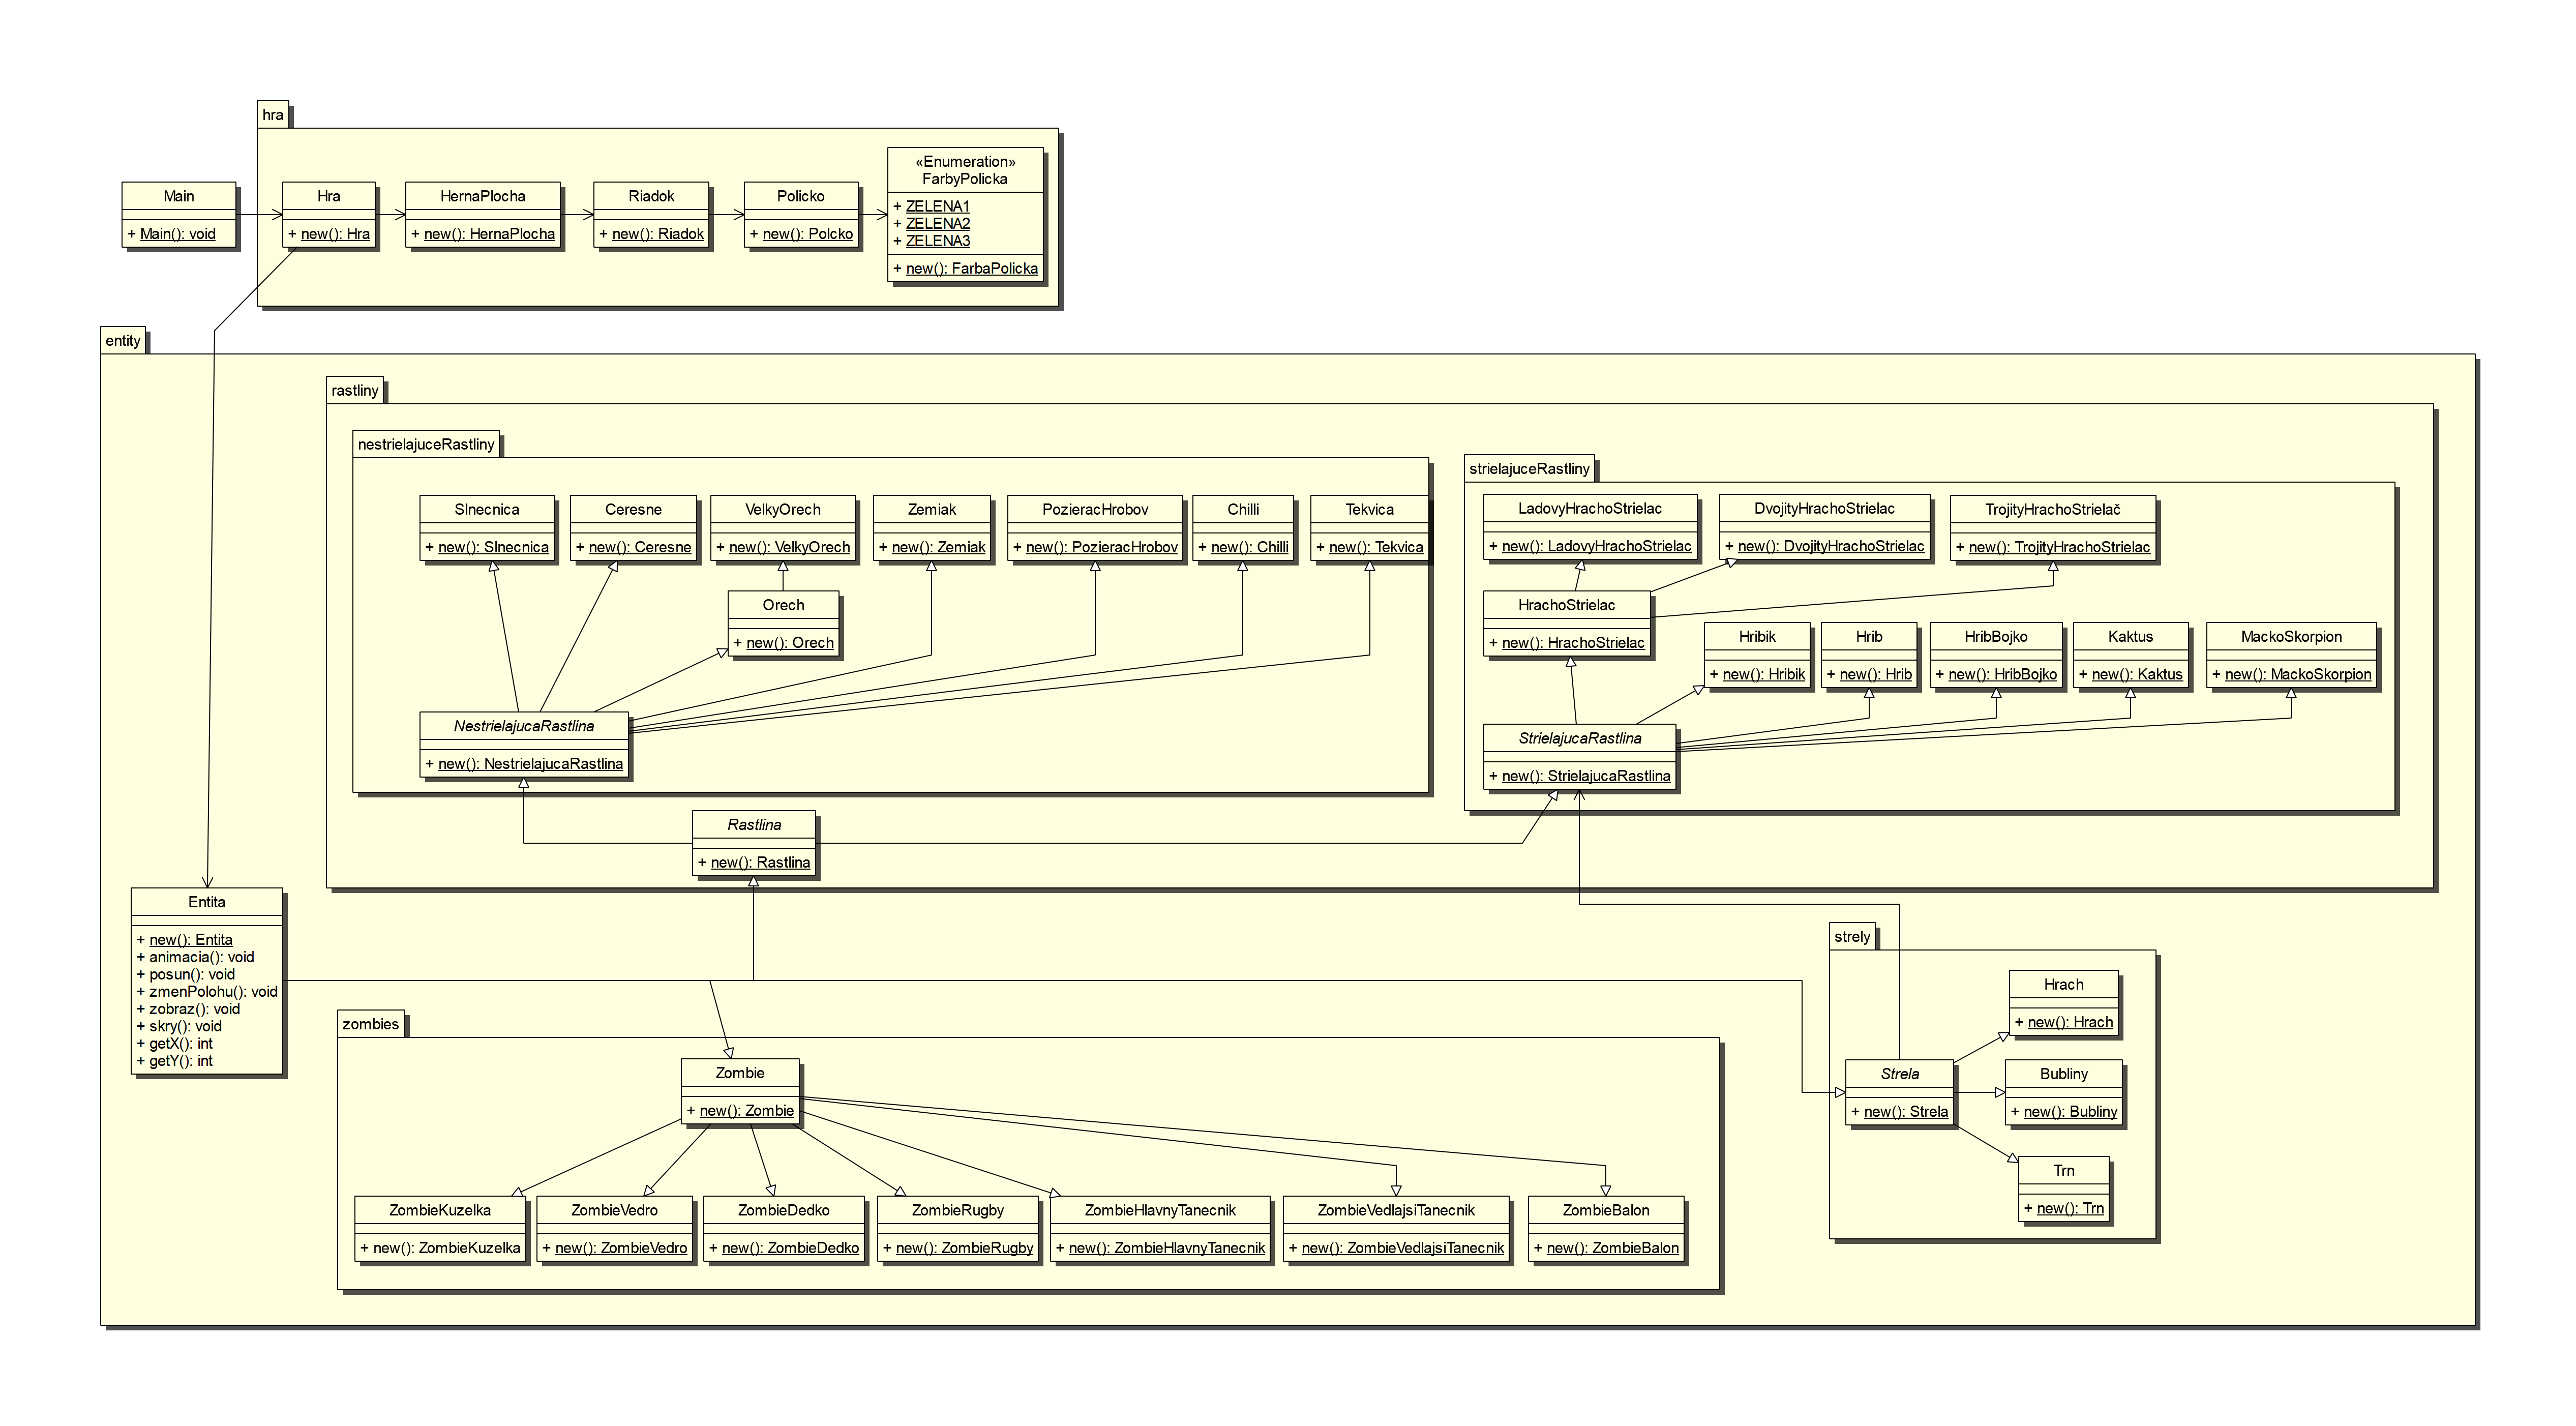 hra
Main
+ Main(): void
Hra
+ new(): Hra
HernaPlocha
+ new(): HernaPlocha
Riadok
+ new(): Riadok
Policko
+ new(): Polcko
«Enumeration»
FarbyPolicka
+ ZELENA1
+ ZELENA2
+ ZELENA3
+ new(): FarbaPolicka
entity
rastliny
nestrielajuceRastliny
Slnecnica
+ new(): Slnecnica
Ceresne
+ new(): Ceresne
VelkyOrech
+ new(): VelkyOrech
Zemiak
+ new(): Zemiak
PozieracHrobov
+ new(): PozieracHrobov
Chilli
+ new(): Chilli
Tekvica
+ new(): Tekvica
Orech
+ new(): Orech
NestrielajucaRastlina
+ new(): NestrielajucaRastlina
strielajuceRastliny
LadovyHrachoStrielac
+ new(): LadovyHrachoStrielac
DvojityHrachoStrielac
+ new(): DvojityHrachoStrielac
TrojityHrachoStrielač
+ new(): TrojityHrachoStrielac
HrachoStrielac
+ new(): HrachoStrielac
Hribik
+ new(): Hribik
Hrib
+ new(): Hrib
HribBojko
+ new(): HribBojko
Kaktus
+ new(): Kaktus
MackoSkorpion
+ new(): MackoSkorpion
StrielajucaRastlina
+ new(): StrielajucaRastlina
Rastlina
+ new(): Rastlina
Entita
+ new(): Entita
+ animacia(): void
+ posun(): void
+ zmenPolohu(): void
+ zobraz(): void
+ skry(): void
+ getX(): int
+ getY(): int
strely
Hrach
+ new(): Hrach
Strela
+ new(): Strela
Bubliny
+ new(): Bubliny
Trn
+ new(): Trn
zombies
Zombie
+ new(): Zombie
ZombieKuzelka
+ new(): ZombieKuzelka
ZombieVedro
+ new(): ZombieVedro
ZombieDedko
+ new(): ZombieDedko
ZombieRugby
+ new(): ZombieRugby
ZombieHlavnyTanecnik
+ new(): ZombieHlavnyTanecnik
ZombieVedlajsiTanecnik
+ new(): ZombieVedlajsiTanecnik
ZombieBalon
+ new(): ZombieBalon